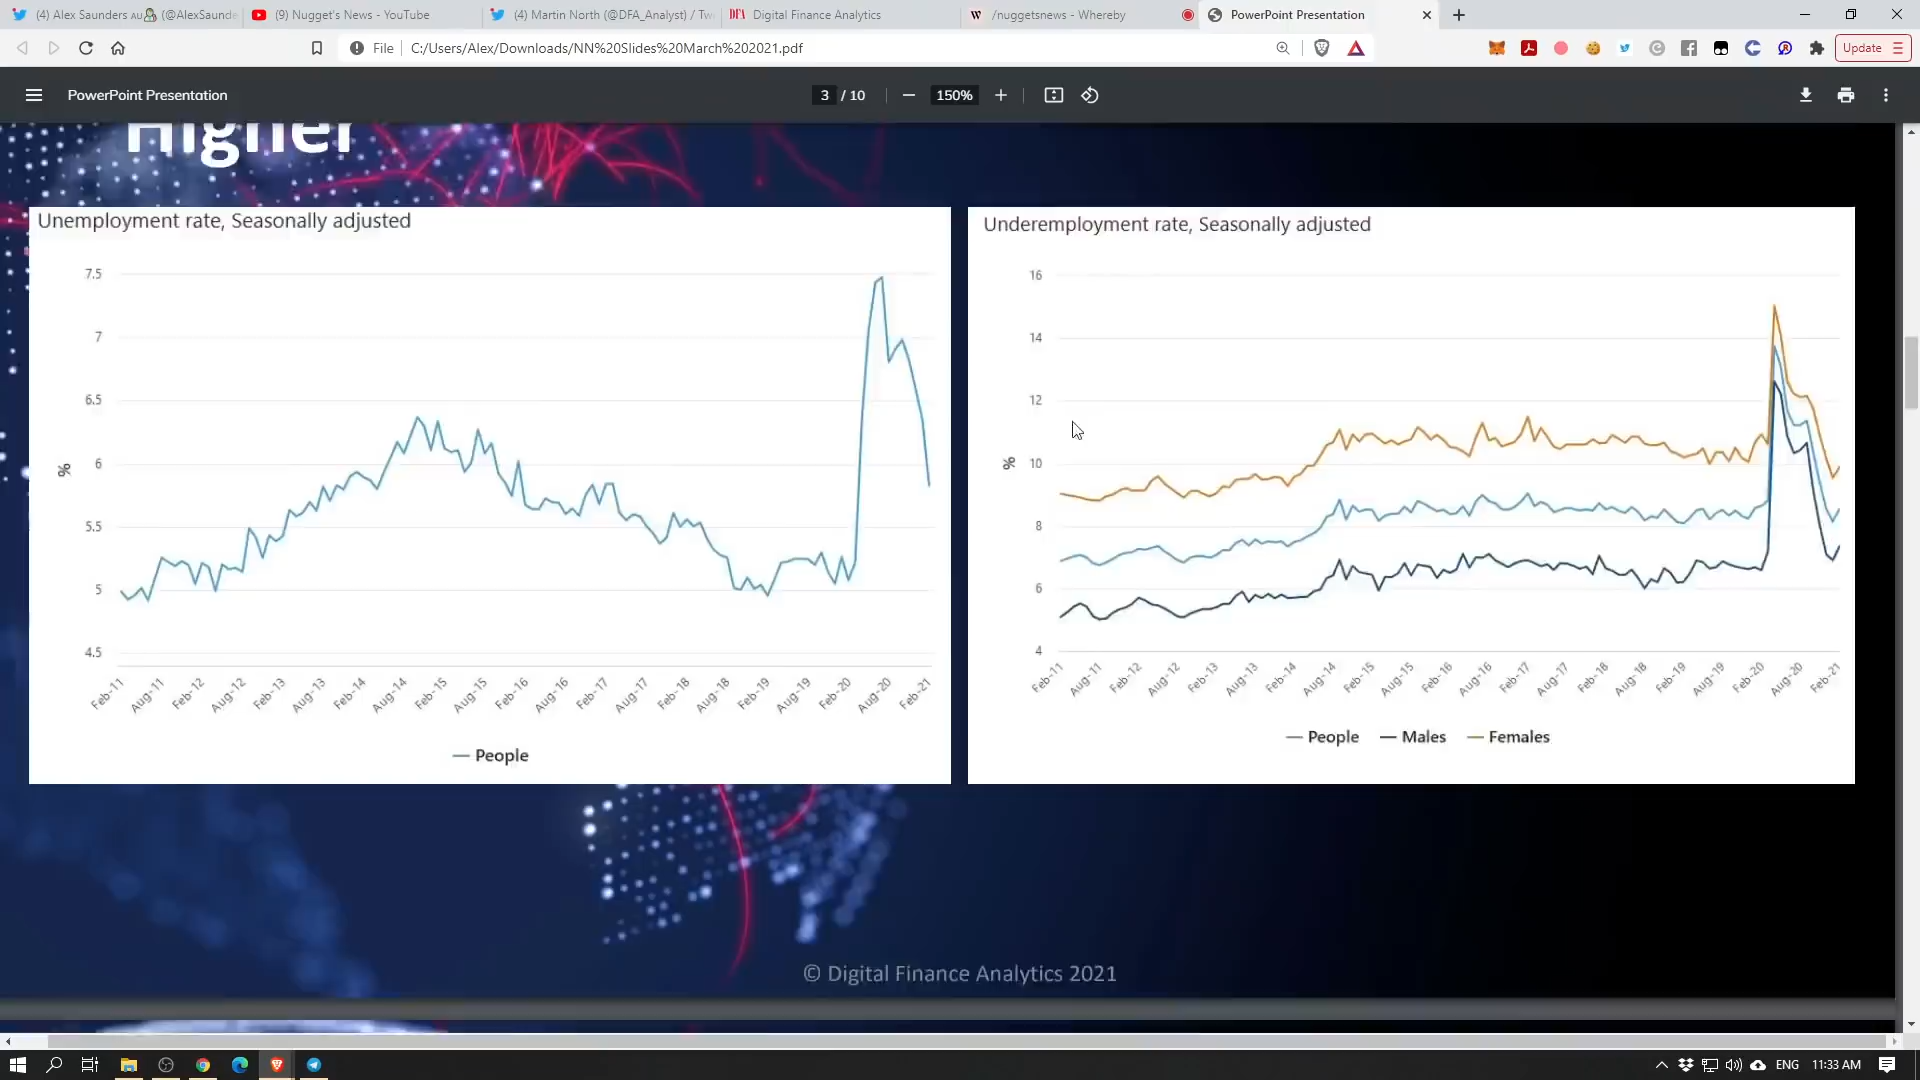 (4) Alex Saunders AU (@AlexSaunde
(9) Nugget's News - YouTube
(4) Martin North (@DFA_Analyst) / Tw
DFA Digital Finance Analytics
W /nuggetsnews - Whereby
PowerPoint Presentation
File C:/Users/Alex/Downloads/NN%20Slides%20March%202021.pdf
Update
PowerPoint Presentation
3 / 10
150%
Higher
Unemployment rate, Seasonally adjusted
7.5
7
6.5
6
5.5
5
4.5
%
Feb-11 Aug-11 Feb-12 Aug-12 Feb-13 Aug-13 Feb-14 Aug-14 Feb-15 Aug-15 Feb-16 Aug-16 Feb-17 Aug-17 Feb-18 Aug-18 Feb-19 Aug-19 Feb-20 Aug-20 Feb-21
People
Underemployment rate, Seasonally adjusted
16
14
12
10
8
6
4
%
Feb-11 Aug-11 Feb-12 Aug-12 Feb-13 Aug-13 Feb-14 Aug-14 Feb-15 Aug-15 Feb-16 Aug-16 Feb-17 Aug-17 Feb-18 Aug-18 Feb-19 Aug-19 Feb-20 Aug-20 Feb-21
People Males Females
© Digital Finance Analytics 2021
ENG 11:33 AM